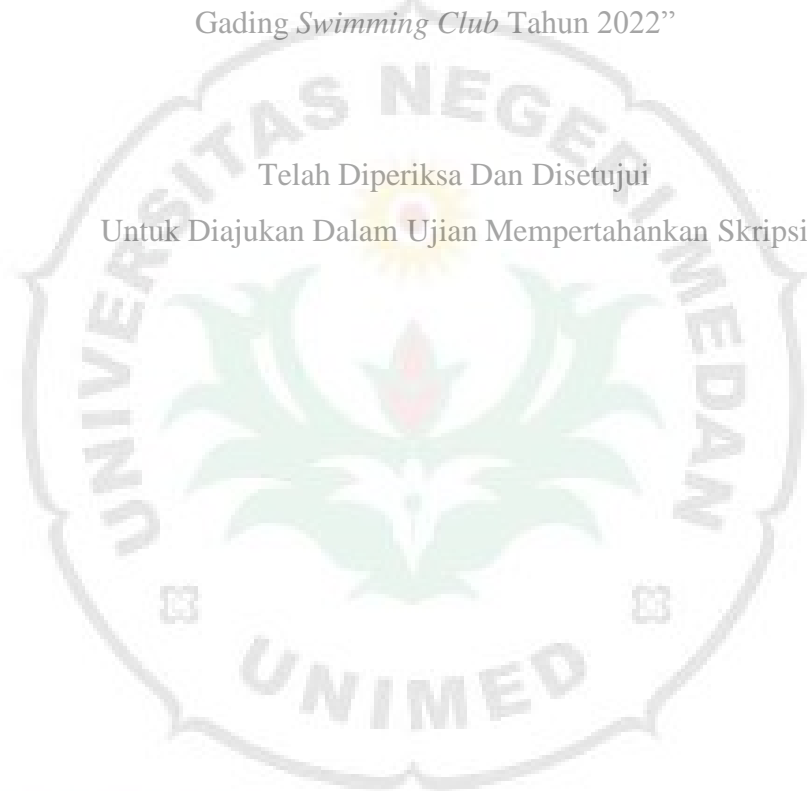 Gading Swimming Club Tahun 2022”
Telah Diperiksa Dan Disetujui
Untuk Diajukan Dalam Ujian Mempertahankan Skripsi
UNIVERSITAS NEGERI MEDAN
UNIMED